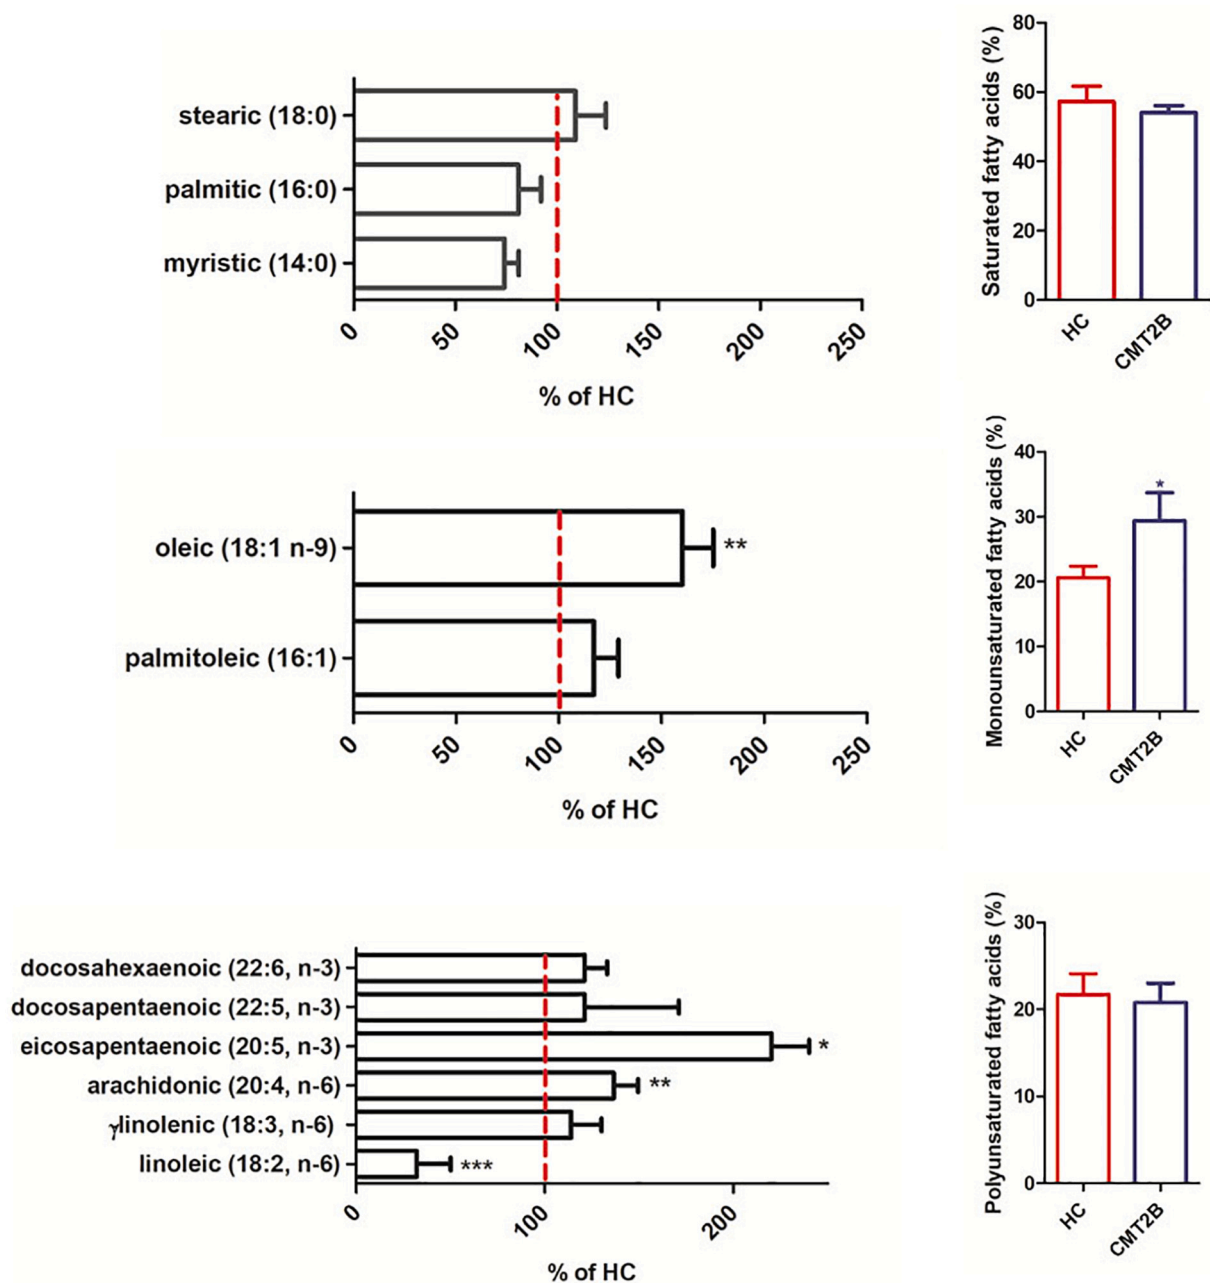 stearic (18:0)
palmitic (16:0)
myristic (14:0)
0 50 100 150 200 250
% of HC
Saturated fatty acids (%)
80
60
40
20
0
HC CMT2B
oleic (18:1 n-9)
**
palmitoleic (16:1)
0 50 100 150 200 250
% of HC
Monounsaturated fatty acids (%)
40
30
20
10
0
*
HC CMT2B
docosahexaenoic (22:6, n-3)
docosapentaenoic (22:5, n-3)
eicosapentaenoic (20:5, n-3) *
arachidonic (20:4, n-6) **
γlinolenic (18:3, n-6)
linoleic (18:2, n-6) ***
0 100 200
% of HC
Polyunsaturated fatty acids (%)
30
20
10
0
HC CMT2B